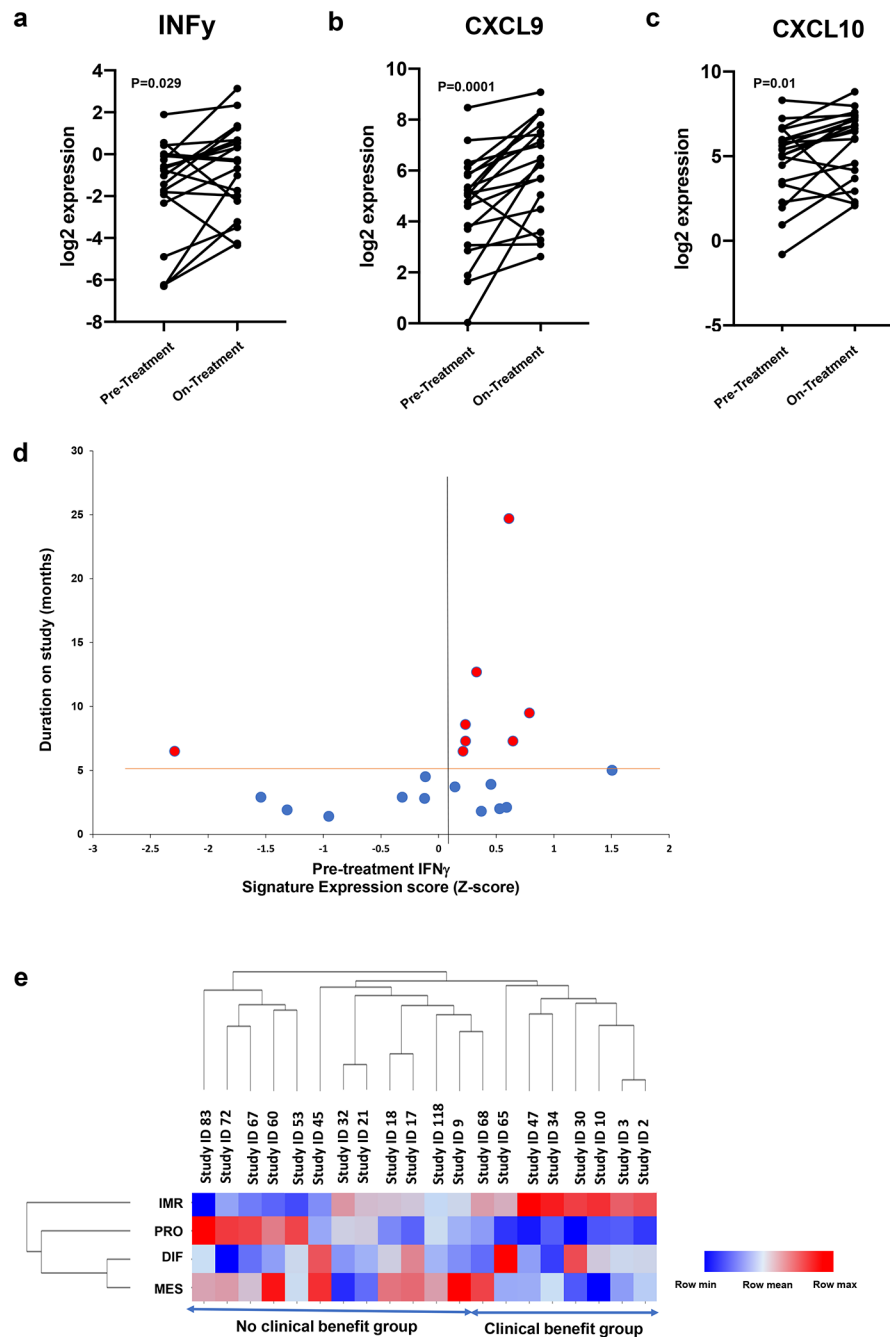 a
INFy
P=0.029
log2 expression
4
2
0
-2
-4
-6
-8
Pre-Treatment
On-Treatment
b
CXCL9
P=0.0001
log2 expression
10
8
6
4
2
0
Pre-Treatment
On-Treatment
c
CXCL10
P=0.01
log2 expression
10
5
0
-5
Pre-Treatment
On-Treatment
d
Duration on study (months)
30
25
20
15
10
5
0
-3 -2.5 -2 -1.5 -1 -0.5 0 0.5 1 1.5 2
Pre-treatment IFNγ
Signature Expression score (Z-score)
e
Study ID 83
Study ID 72
Study ID 67
Study ID 60
Study ID 53
Study ID 45
Study ID 32
Study ID 21
Study ID 18
Study ID 17
Study ID 118
Study ID 9
Study ID 68
Study ID 65
Study ID 47
Study ID 34
Study ID 30
Study ID 10
Study ID 3
Study ID 2
IMR
PRO
DIF
MES
No clinical benefit group
Clinical benefit group
Row min Row mean Row max